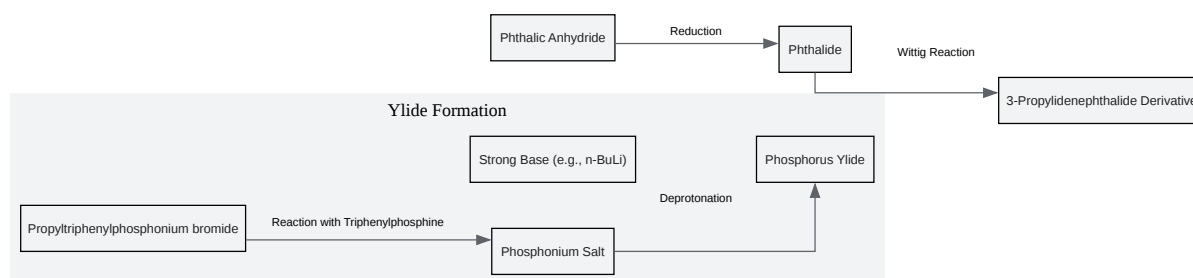 Phthalic Anhydride
Reduction
Phthalide
Wittig Reaction
3-Propylidenephthalide Derivative
Ylide Formation
Strong Base (e.g., n-BuLi)
Phosphorus Ylide
Deprotonation
Propyltriphenylphosphonium bromide
Reaction with Triphenylphosphine
Phosphonium Salt